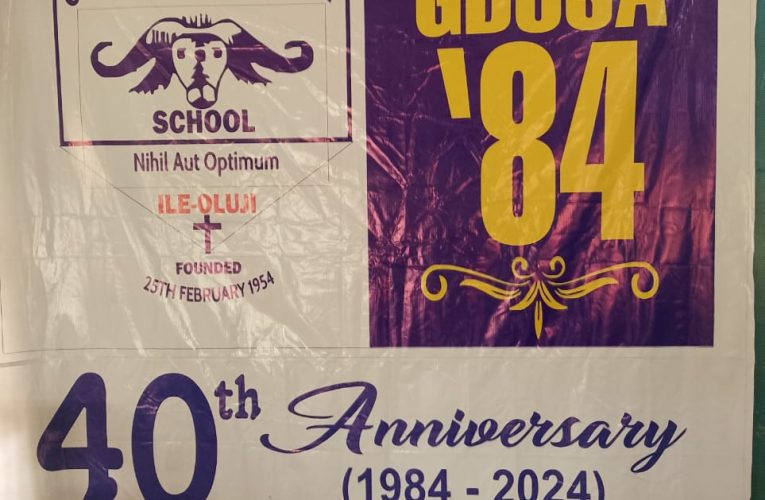 SCHOOL
Nihil Aut Optimum
ILE-OLUJI
FOUNDED
25TH FEBRUARY 1954
'84
40th Anniversary
(1984 - 2024)